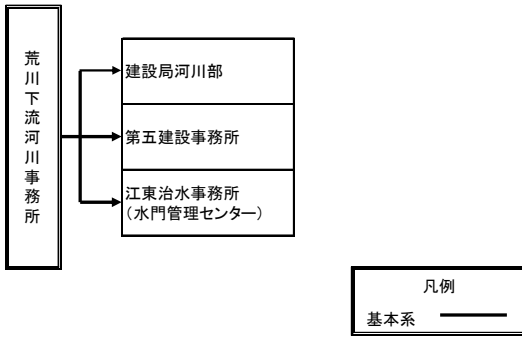 荒川下流河川事務所
建設局河川部
第五建設事務所
江東治水事務所
(水門管理センター)
凡例
基本系